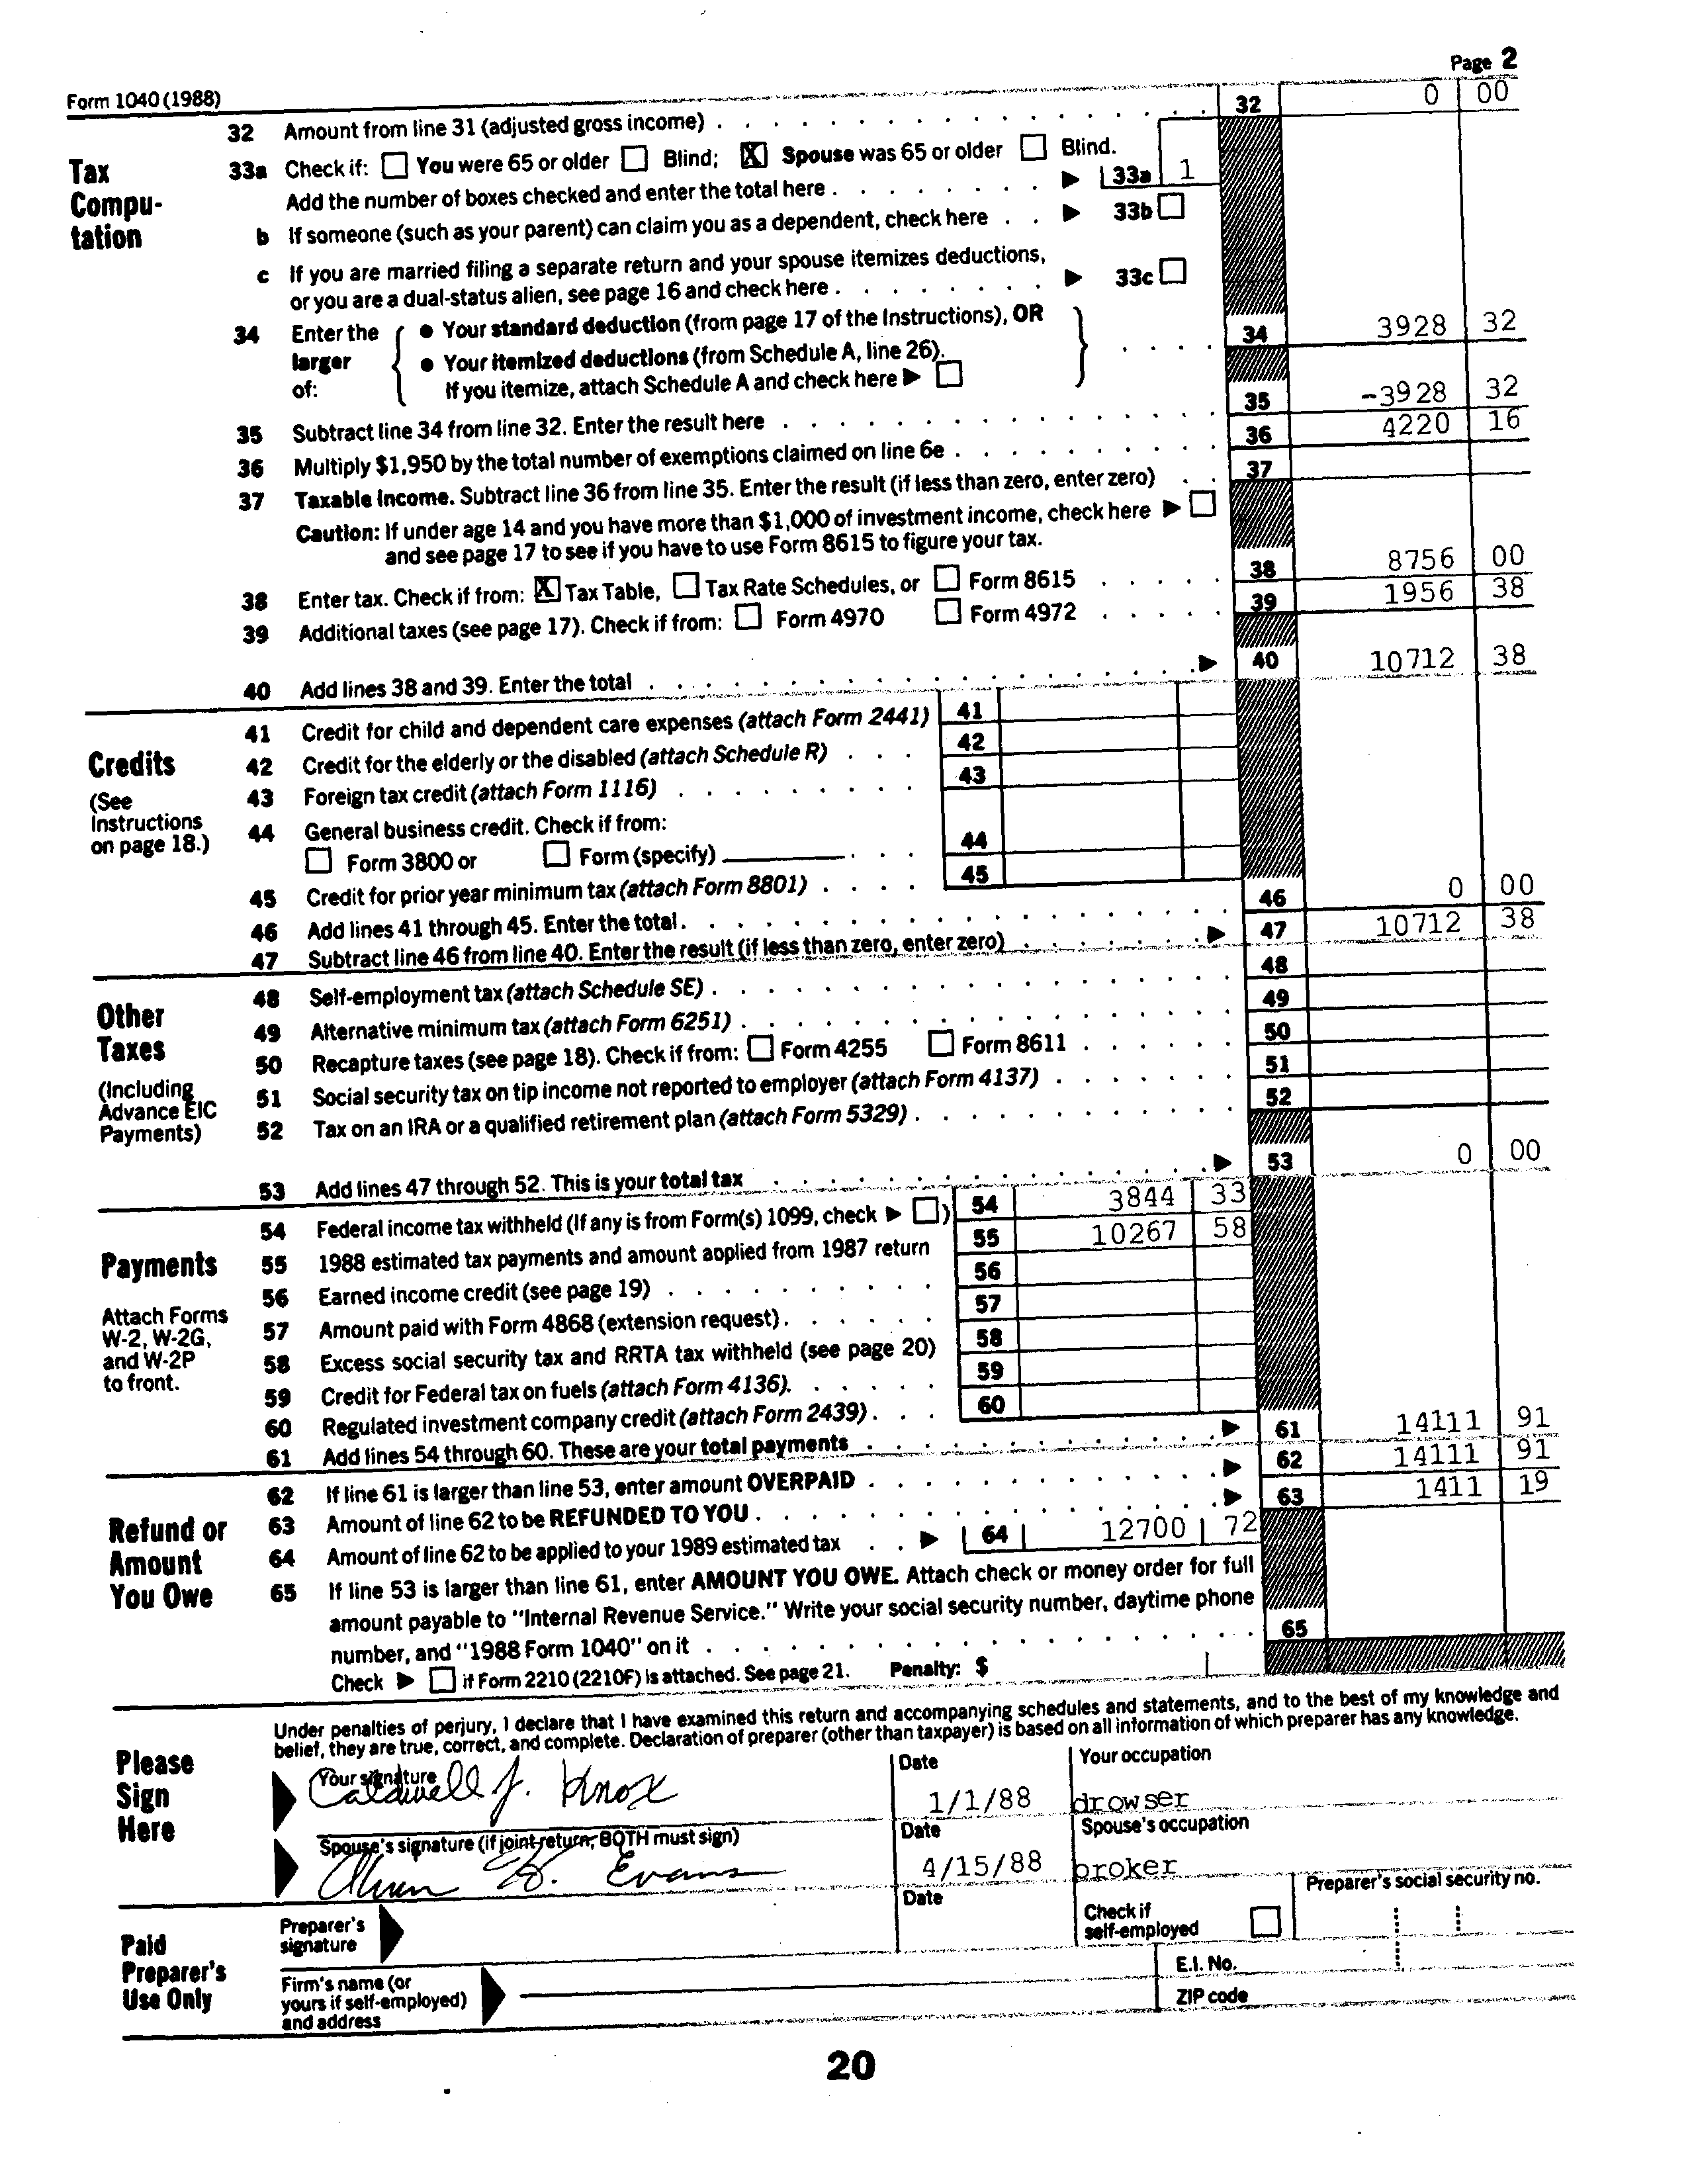 Page 2
Form 1040 (1988)
32 Amount from line 31 (adjusted gross income) . . . 32 0 00
Tax Compu- tation
33a Check if: You were 65 or older Blind; X Spouse was 65 or older Blind.
Add the number of boxes checked and enter the total here . . . 33a 1
b If someone (such as your parent) can claim you as a dependent, check here . . 33b
c If you are married filing a separate return and your spouse itemizes deductions,
or you are a dual-status alien, see page 16 and check here . . . 33c
34 Enter the larger of:
• Your standard deduction (from page 17 of the Instructions), OR
• Your itemized deductions (from Schedule A, line 26).
If you itemize, attach Schedule A and check here
34 3928 32
35 Subtract line 34 from line 32. Enter the result here . . . 35 -3928 32
36 Multiply $1,950 by the total number of exemptions claimed on line 6e . . . 36 4220 16
37 Taxable income. Subtract line 36 from line 35. Enter the result (if less than zero, enter zero) . . 37
Caution: If under age 14 and you have more than $1,000 of investment income, check here
and see page 17 to see if you have to use Form 8615 to figure your tax.
38 Enter tax. Check if from: X Tax Table, Tax Rate Schedules, or Form 8615 . . . 38 8756 00
39 Additional taxes (see page 17). Check if from: Form 4970 Form 4972 . . . 39 1956 38
40 Add lines 38 and 39. Enter the total . . . 40 10712 38
Credits
(See Instructions on page 18.)
41 Credit for child and dependent care expenses (attach Form 2441) 41
42 Credit for the elderly or the disabled (attach Schedule R) . . . 42
43 Foreign tax credit (attach Form 1116) . . . 43
44 General business credit. Check if from:
Form 3800 or Form (specify) . . . 44
45 Credit for prior year minimum tax (attach Form 8801) . . . 45
46 Add lines 41 through 45. Enter the total . . . 46 0 00
47 Subtract line 46 from line 40. Enter the result (if less than zero, enter zero) . . . 47 10712 38
Other Taxes
(Including Advance EIC Payments)
48 Self-employment tax (attach Schedule SE) . . . 48
49 Alternative minimum tax (attach Form 6251) . . . 49
50 Recapture taxes (see page 18). Check if from: Form 4255 Form 8611 . . . 50
51 Social security tax on tip income not reported to employer (attach Form 4137) . . . 51
52 Tax on an IRA or a qualified retirement plan (attach Form 5329) . . . 52
53 Add lines 47 through 52. This is your total tax . . . 53 0 00
Payments
Attach Forms W-2, W-2G, and W-2P to front.
54 Federal income tax withheld (If any is from Form(s) 1099, check ) 54 3844 33
55 1988 estimated tax payments and amount applied from 1987 return 55 10267 58
56 Earned income credit (see page 19) . . . 56
57 Amount paid with Form 4868 (extension request) . . . 57
58 Excess social security tax and RRTA tax withheld (see page 20) 58
59 Credit for Federal tax on fuels (attach Form 4136). . . . 59
60 Regulated investment company credit (attach Form 2439) . . . 60
61 Add lines 54 through 60. These are your total payments . . . 61 14111 91
Refund or Amount You Owe
62 If line 61 is larger than line 53, enter amount OVERPAID . . . 62 14111 91
63 Amount of line 62 to be REFUNDED TO YOU . . . 63 1411 19
64 Amount of line 62 to be applied to your 1989 estimated tax . . 64 12700 72
65 If line 53 is larger than line 61, enter AMOUNT YOU OWE. Attach check or money order for full
amount payable to "Internal Revenue Service." Write your social security number, daytime phone
number, and "1988 Form 1040" on it . . . 65
Check if Form 2210 (2210F) is attached. See page 21. Penalty: $
Please Sign Here
Under penalties of perjury, I declare that I have examined this return and accompanying schedules and statements, and to the best of my knowledge and
belief, they are true, correct, and complete. Declaration of preparer (other than taxpayer) is based on all information of which preparer has any knowledge.
Your signature Date Your occupation
Caldwell J. Knox 1/1/88 drowser
Spouse's signature (if joint return, BOTH must sign) Date Spouse's occupation
Evans 4/15/88 broker
Paid Preparer's Use Only
Preparer's signature Date Check if self-employed Preparer's social security no.
Firm's name (or yours if self-employed) and address E.I. No.
ZIP code
20